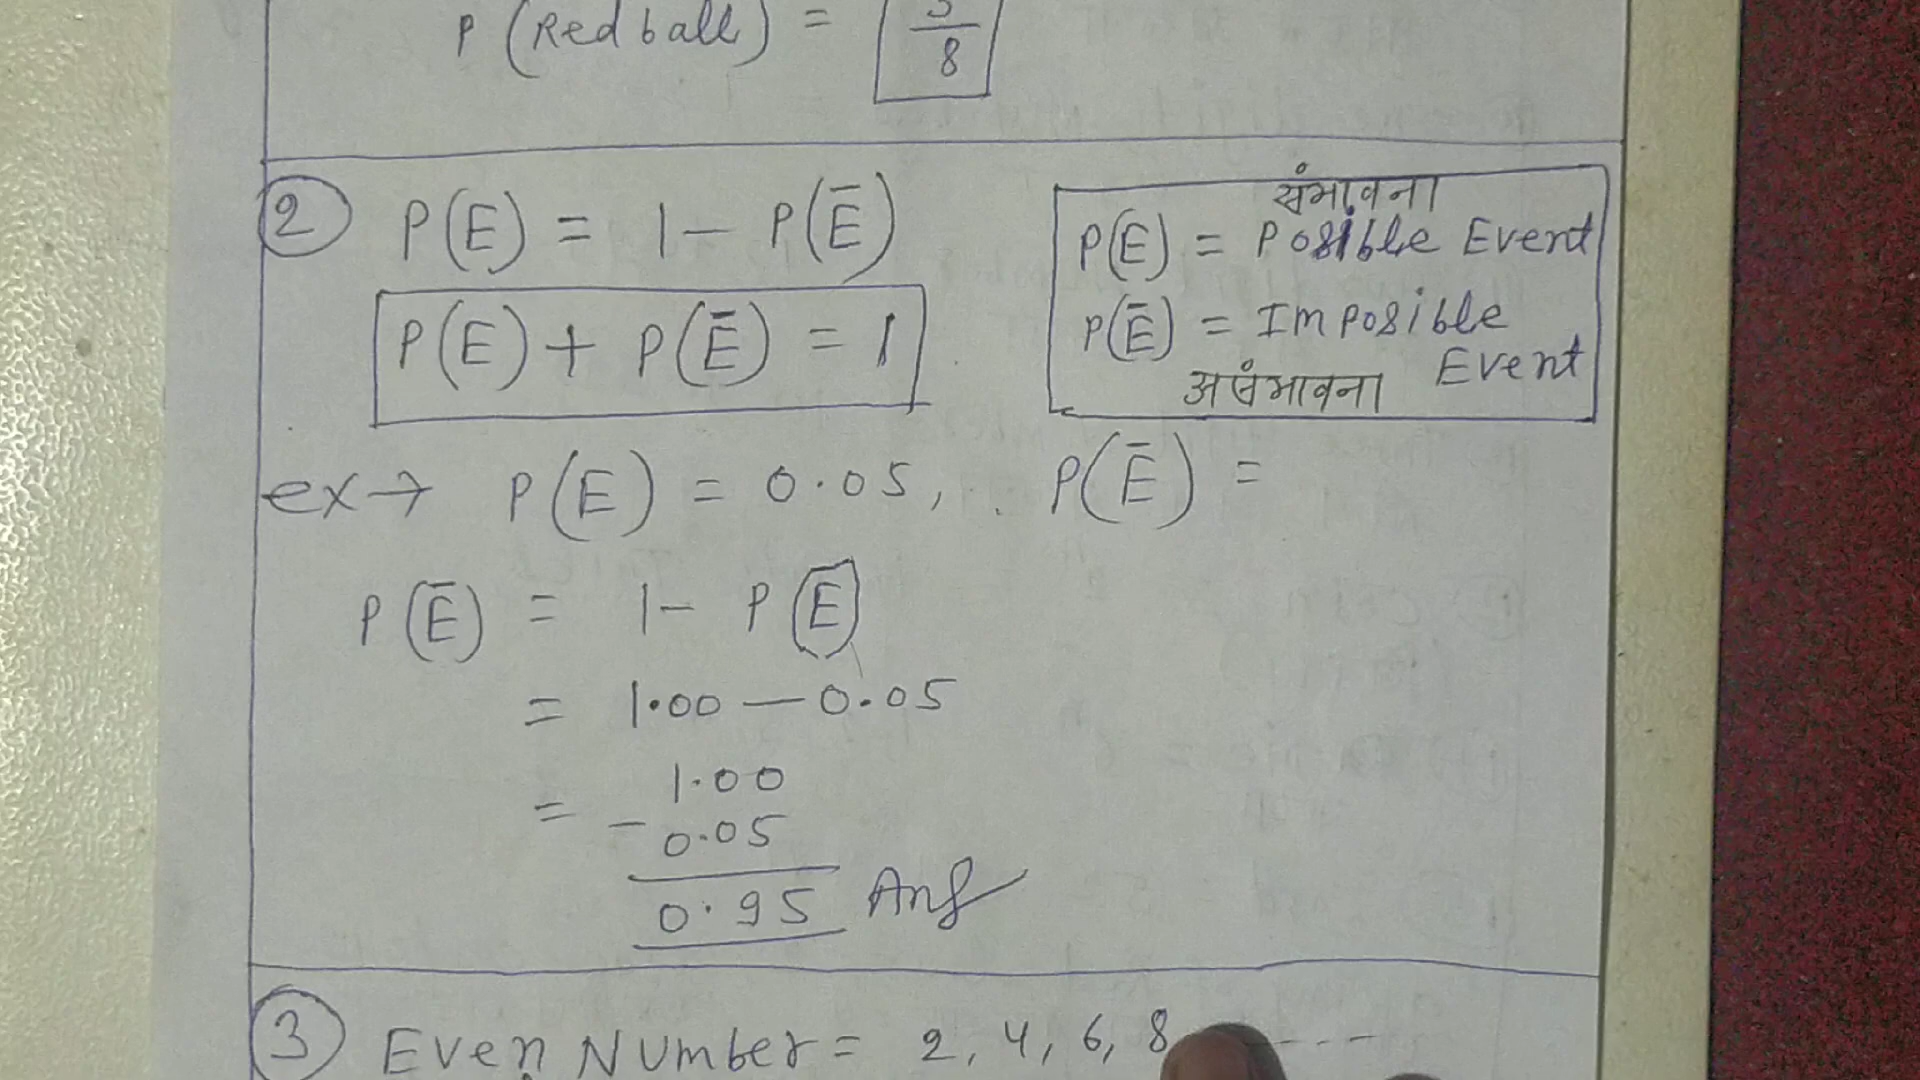 P (Red ball) = 3/8
② P(E) = 1 - P(Ē)
P(E) + P(Ē) = 1
संभावना
P(E) = Posible Event
P(Ē) = Imposible
Event
असंभावना
ex → P(E) = 0.05, P(Ē) =
P(Ē) = 1 - P(E)
= 1.00 - 0.05
1.00
= - 0.05
0.95 Ans
③ Even Number = 2, 4, 6, 8 ---